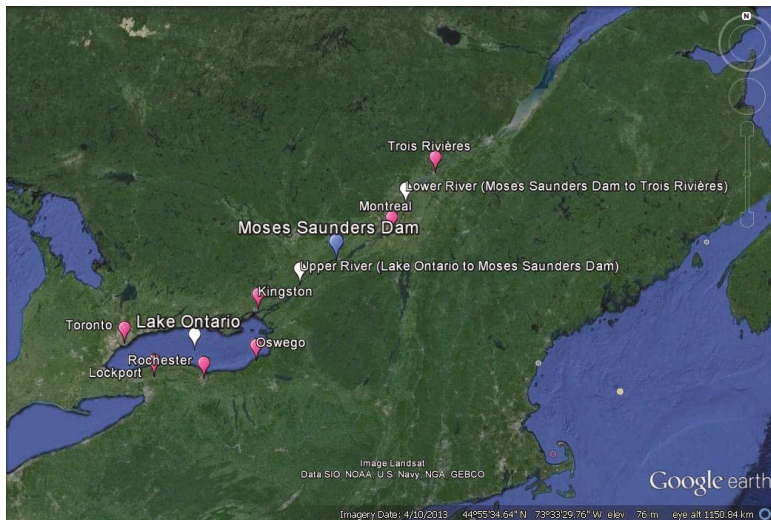 N
Trois Rivières
Lower River (Moses Saunders Dam to Trois Rivières)
Montreal
Moses Saunders Dam
Upper River (Lake Ontario to Moses Saunders Dam)
Kingston
Lake Ontario
Toronto
Oswego
Rochester
Lockport
Image Landsat
Data SIO, NOAA, U.S. Navy, NGA, GEBCO
Google earth
Imagery Date: 4/10/2013 44°55'34.64" N 73°33'29.76" W elev 76 m eye alt 1150.84 km